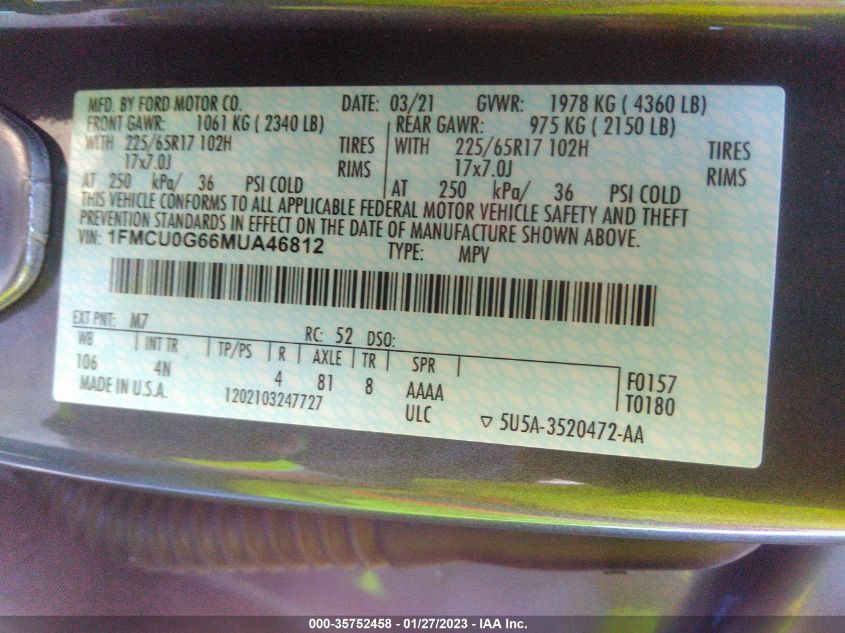 MFD. BY FORD MOTOR CO. DATE: 03/21 GVWR: 1978 KG ( 4360 LB)
FRONT GAWR: 1061 KG ( 2340 LB) REAR GAWR: 975 KG ( 2150 LB)
WITH 225/65R17 102H TIRES WITH 225/65R17 102H TIRES
17x7.0J RIMS 17x7.0J RIMS
AT 250 kPa/ 36 PSI COLD AT 250 kPa/ 36 PSI COLD
THIS VEHICLE CONFORMS TO ALL APPLICABLE FEDERAL MOTOR VEHICLE SAFETY AND THEFT
PREVENTION STANDARDS IN EFFECT ON THE DATE OF MANUFACTURE SHOWN ABOVE.
VIN: 1FMCU0G66MUA46812 TYPE: MPV
EXT PNT: M7 RC: 52 DSO:
WB INT TR TP/PS R AXLE TR SPR
106 4N 4 81 8 AAAA F0157
MADE IN U.S.A. 1202103247727 ULC T0180
▽ 5U5A-3520472-AA
000-35752458 - 01/27/2023 - IAA Inc.